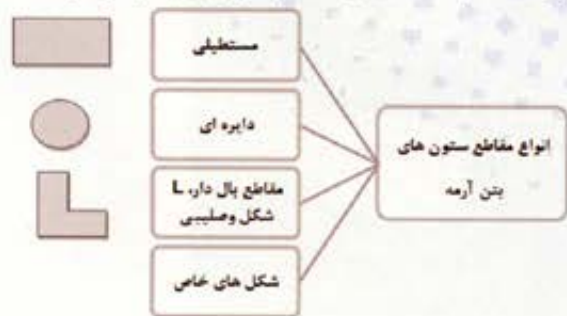 انواع مقاطع ستون های
بتن آرمه
مستطیلی
دایره ای
مقاطع بال دار، L
شکل وصلیبی
شکل های خاص